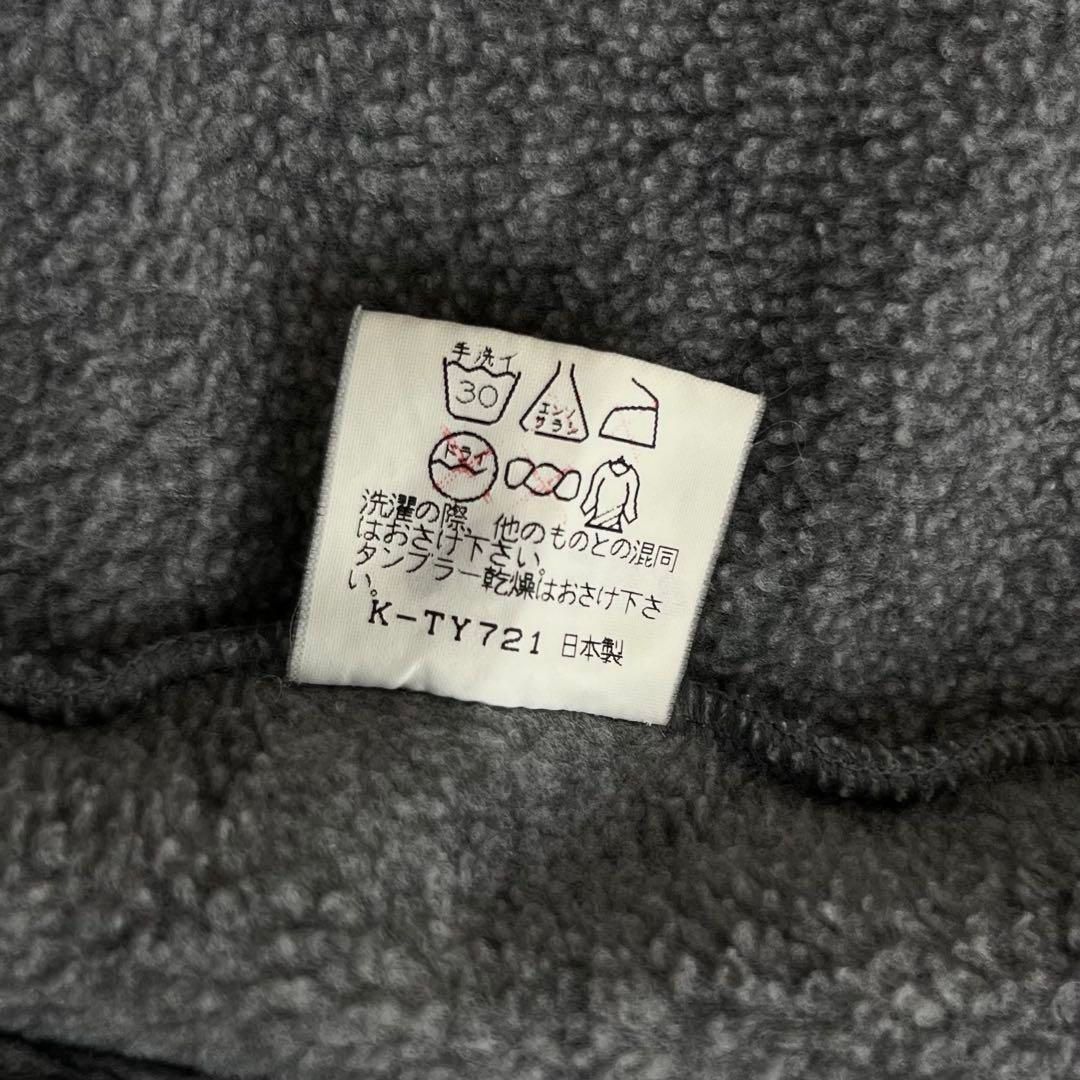 手洗イ
30
エンソ
サラシ
ドライ
洗濯の際、他のものとの混同
はおさけ下さい。
タンブラー乾燥はおさけ下さ
い。
K-TY721 日本製